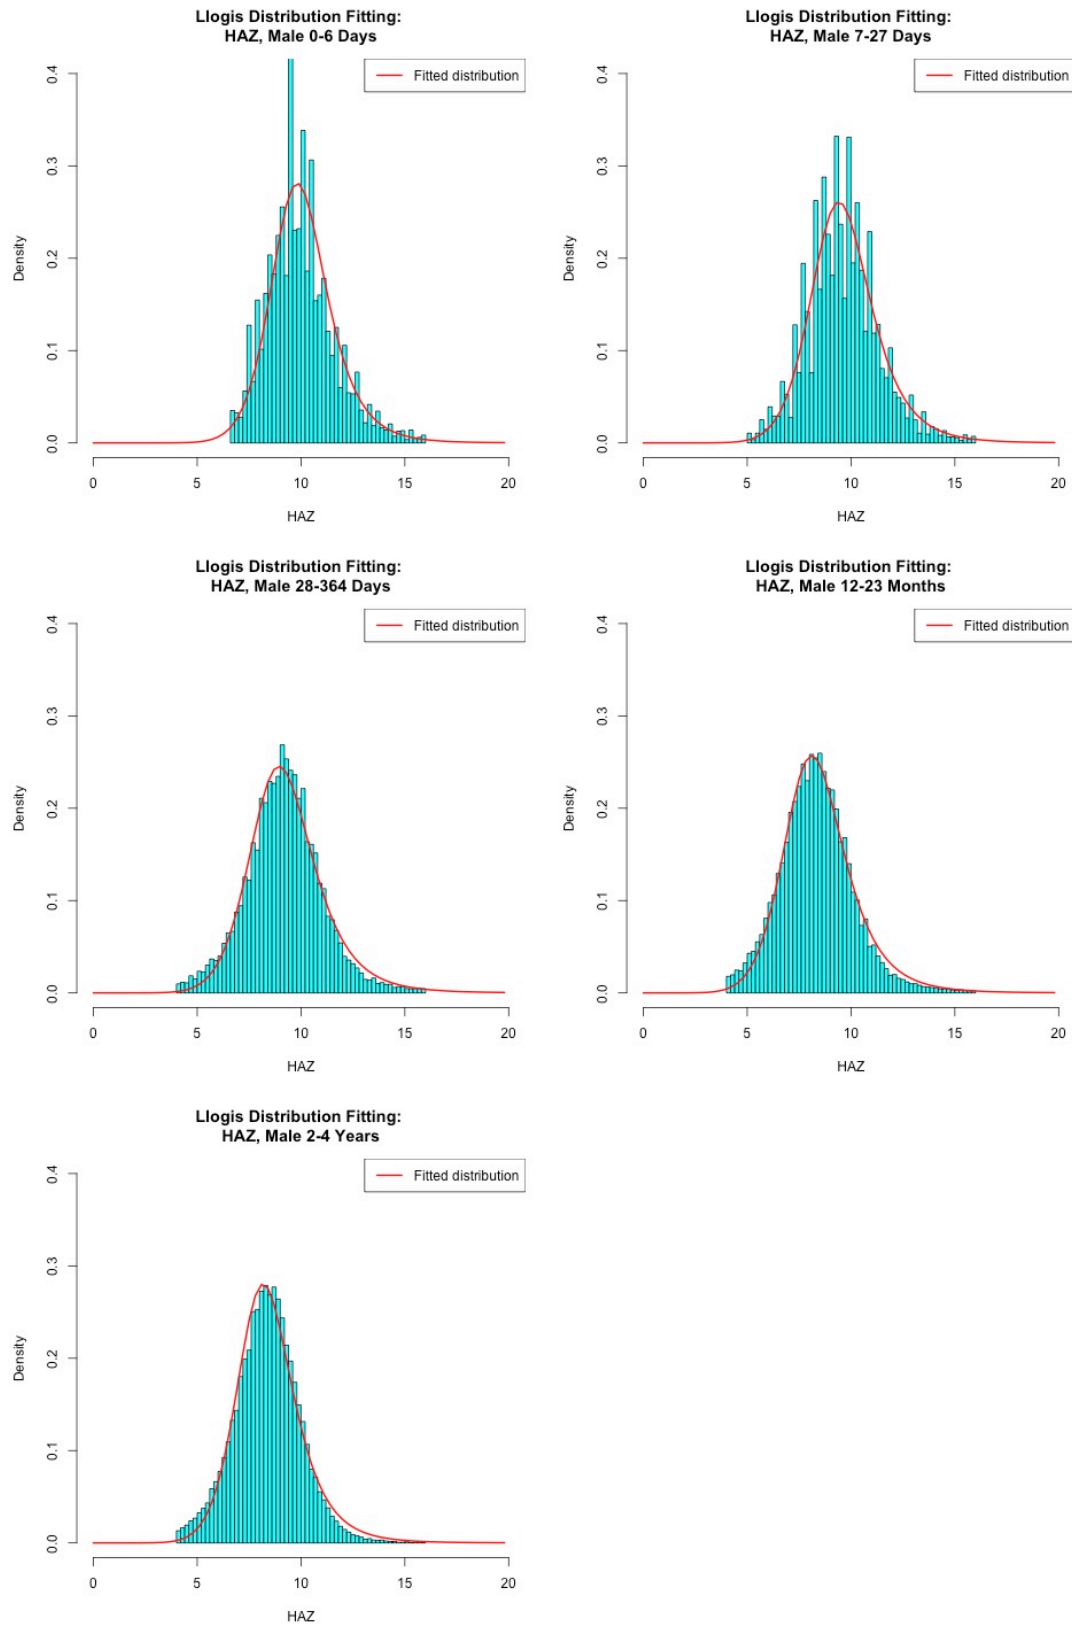 Llogis Distribution Fitting:
HAZ, Male 0-6 Days
Fitted distribution
Density
0.0
0.1
0.2
0.3
0.4
0 5 10 15 20
HAZ
Llogis Distribution Fitting:
HAZ, Male 7-27 Days
Fitted distribution
Density
0.0
0.1
0.2
0.3
0.4
0 5 10 15 20
HAZ
Llogis Distribution Fitting:
HAZ, Male 28-364 Days
Fitted distribution
Density
0.0
0.1
0.2
0.3
0.4
0 5 10 15 20
HAZ
Llogis Distribution Fitting:
HAZ, Male 12-23 Months
Fitted distribution
Density
0.0
0.1
0.2
0.3
0.4
0 5 10 15 20
HAZ
Llogis Distribution Fitting:
HAZ, Male 2-4 Years
Fitted distribution
Density
0.0
0.1
0.2
0.3
0.4
0 5 10 15 20
HAZ